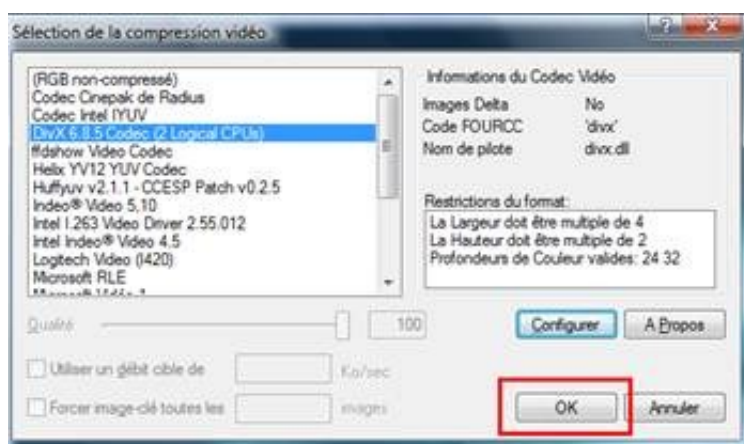 Sélection de la compression vidéo
(RGB non-compressé)
Codec Cinepak de Radius
Codec Intel IYUV
DivX 6.8.5 Codec (2 Logical CPUs)
ffdshow Video Codec
Helix YV12 YUV Codec
Huffyuv v2.1.1 - CCESP Patch v0.2.5
Indeo® Video 5.10
Intel I.263 Video Driver 2.55.012
Intel Indeo® Video 4.5
Logitech Video (I420)
Microsoft RLE
Informations du Codec Vidéo
Images Delta No
Code FOURCC 'divx'
Nom de pilote divx.dll
Restrictions du format:
La Largeur doit être multiple de 4
La Hauteur doit être multiple de 2
Profondeurs de Couleur valides: 24 32
Qualité 100
Configurer A Propos
Utiliser un débit cible de Ko/sec
Forcer image-clé toutes les images
OK Annuler